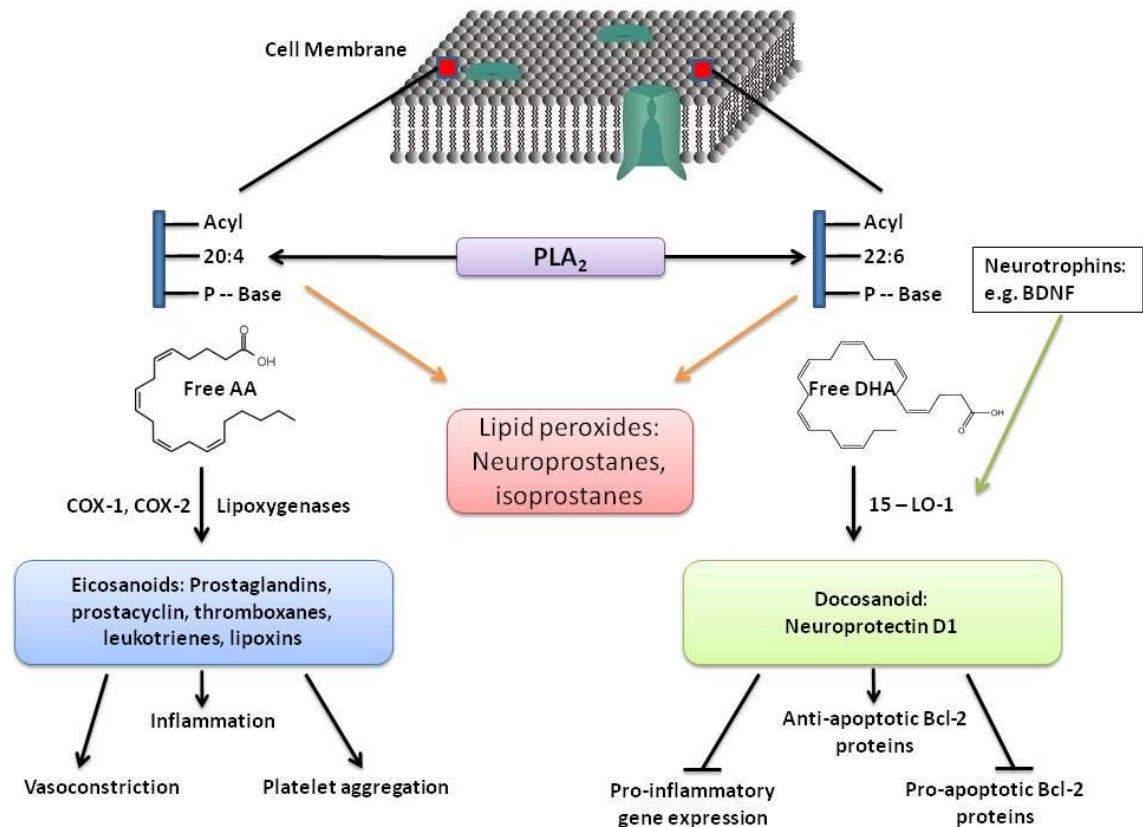 Cell Membrane
Acyl
20:4
P -- Base
PLA₂
Acyl
22:6
P -- Base
Neurotrophins:
e.g. BDNF
O
OH
Free AA
Free DHA
OH
O
Lipid peroxides:
Neuroprostanes,
isoprostanes
COX-1, COX-2
Lipoxygenases
15 – LO-1
Eicosanoids: Prostaglandins,
prostacyclin, thromboxanes,
leukotrienes, lipoxins
Docosanoid:
Neuroprotectin D1
Inflammation
Vasoconstriction
Platelet aggregation
Anti-apoptotic Bcl-2
proteins
Pro-inflammatory
gene expression
Pro-apoptotic Bcl-2
proteins